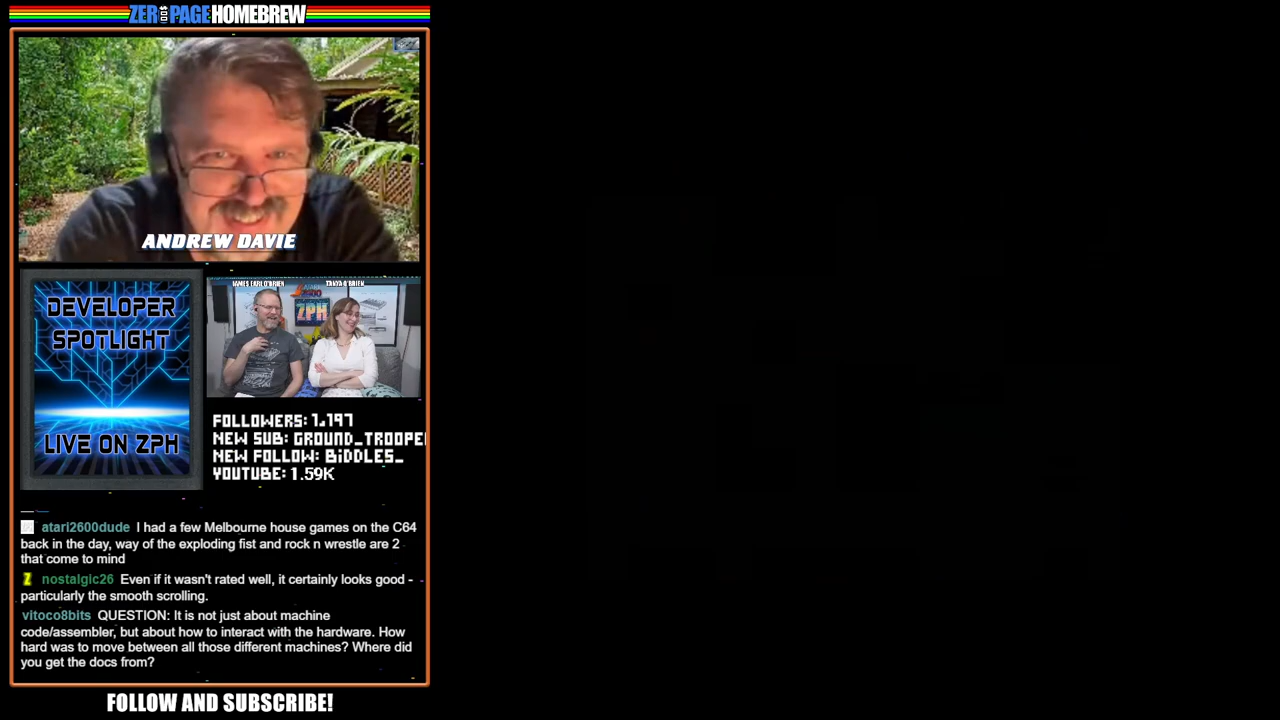 ZERO PAGE HOMEBREW
ANDREW DAVIE
DEVELOPER
SPOTLIGHT
LIVE ON ZPH
JAMES EARL O'BRIEN
TANYA O'BRIEN
ZPH
FOLLOWERS: 1,197
NEW SUB: GROUND_TROOPE
NEW FOLLOW: BIDDLES_
YOUTUBE: 1.59K
atari2600dude I had a few Melbourne house games on the C64
back in the day, way of the exploding fist and rock n wrestle are 2
that come to mind
nostalgic26 Even if it wasn't rated well, it certainly looks good -
particularly the smooth scrolling.
vitoco8bits QUESTION: It is not just about machine
code/assembler, but about how to interact with the hardware. How
hard was to move between all those different machines? Where did
you get the docs from?
FOLLOW AND SUBSCRIBE!